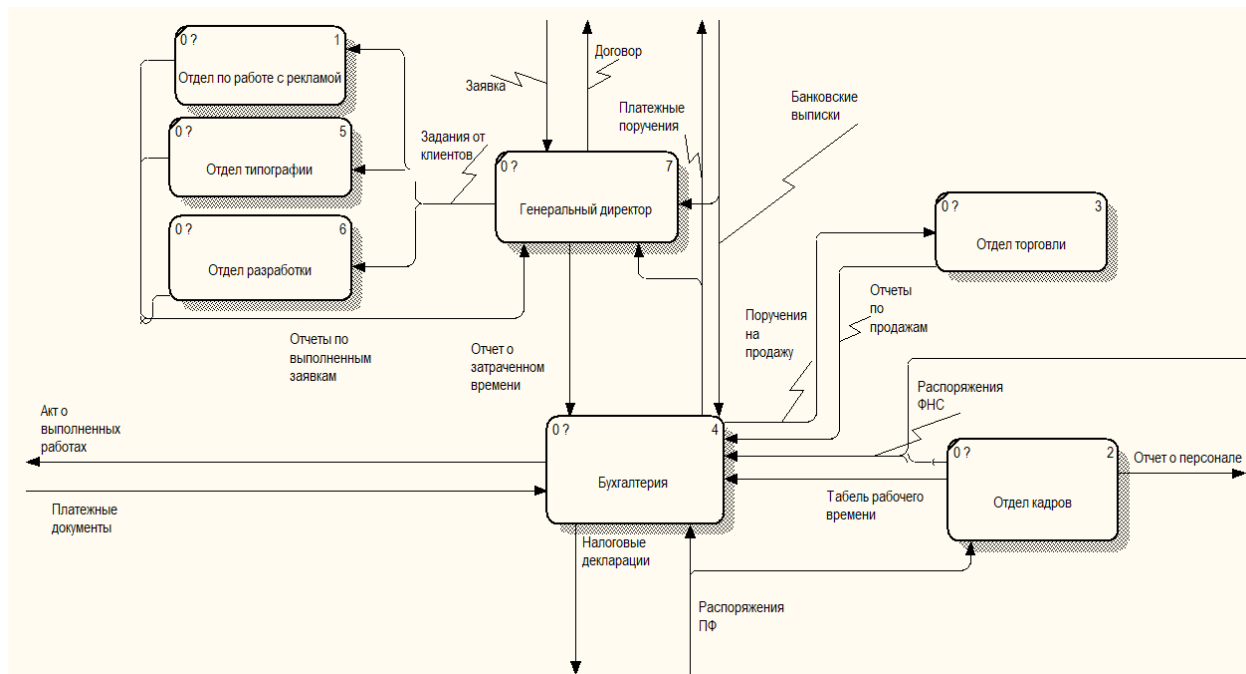 0 ? 1
Отдел по работе с рекламой
0 ? 5
Отдел типографии
0 ? 6
Отдел разработки
Заявка
Договор
Задания от
клиентов
Платежные
поручения
Банковские
выписки
0 ? 7
Генеральный директор
0 ? 3
Отдел торговли
Отчеты по
выполненным
заявкам
Отчет о
затраченном
времени
Поручения
на
продажу
Отчеты
по
продажам
Распоряжения
ФНС
Акт о
выполненных
работах
0 ? 4
Бухгалтерия
0 ? 2
Отдел кадров
Отчет о персонале
Платежные
документы
Табель рабочего
времени
Налоговые
декларации
Распоряжения
ПФ